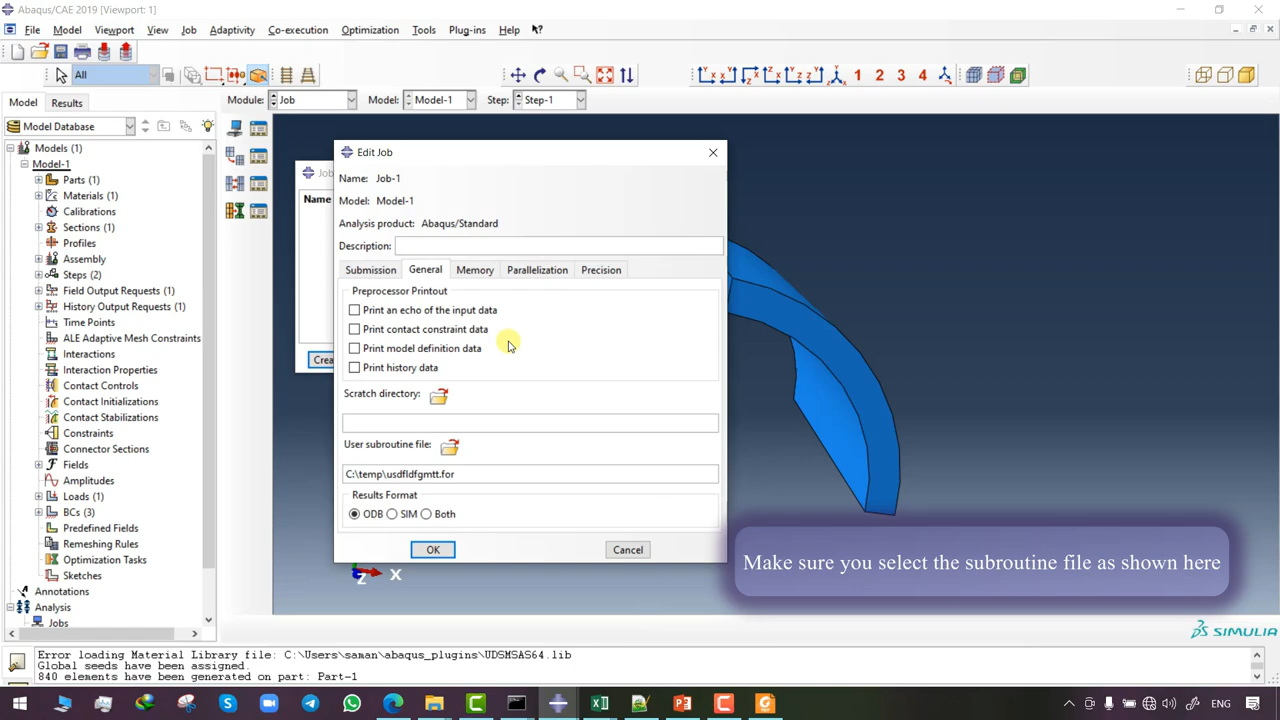 Abaqus/CAE 2019 [Viewport: 1]
File Model Viewport View Job Adaptivity Co-execution Optimization Tools Plug-ins Help
All
1 2 3 4
Model Results
Module: Job Model: Model-1 Step: Step-1
Model Database
Models (1)
Model-1
Parts (1)
Materials (1)
Calibrations
Sections (1)
Profiles
Assembly
Steps (2)
Field Output Requests (1)
History Output Requests (1)
Time Points
ALE Adaptive Mesh Constraints
Interactions
Interaction Properties
Contact Controls
Contact Initializations
Contact Stabilizations
Constraints
Connector Sections
Fields
Amplitudes
Loads (1)
BCs (3)
Predefined Fields
Remeshing Rules
Optimization Tasks
Sketches
Annotations
Analysis
Jobs
Job
Name
Crea
Edit Job
Name: Job-1
Model: Model-1
Analysis product: Abaqus/Standard
Description:
Submission General Memory Parallelization Precision
Preprocessor Printout
Print an echo of the input data
Print contact constraint data
Print model definition data
Print history data
Scratch directory:
User subroutine file:
C:\temp\usdfldfgmtt.for
Results Format
ODB SIM Both
OK Cancel
Z X
Make sure you select the subroutine file as shown here
SIMULIA
Error loading Material Library file: C:\Users\saman\abaqus_plugins\UDSMSAS64.lib
Global seeds have been assigned.
840 elements have been generated on part: Part-1
ENG